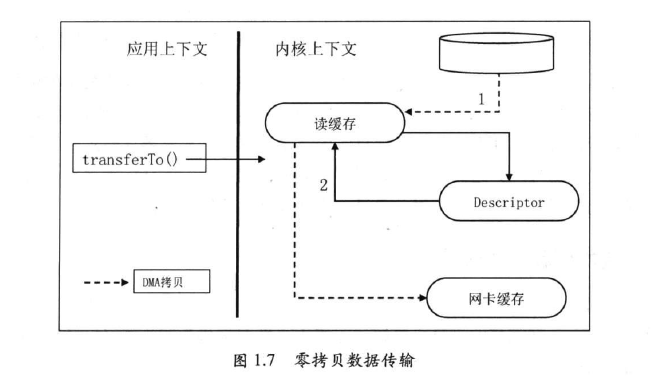 应用上下文
内核上下文
1
读缓存
transferTo()
2
Descriptor
DMA拷贝
网卡缓存
图 1.7 零拷贝数据传输